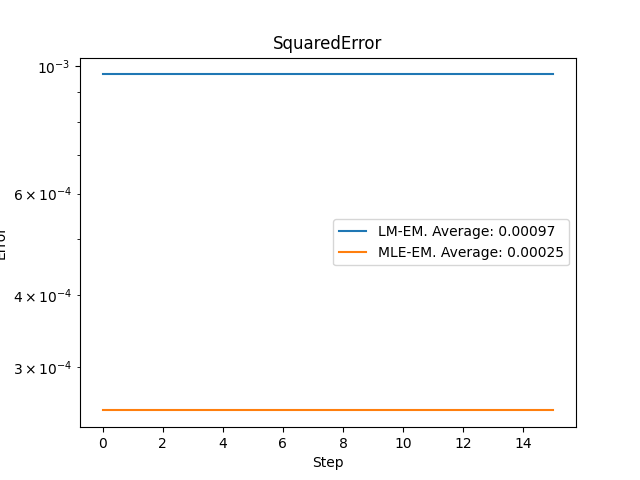 SquaredError
10⁻³
6 × 10⁻⁴
4 × 10⁻⁴
3 × 10⁻⁴
Error
LM-EM. Average: 0.00097
MLE-EM. Average: 0.00025
0 2 4 6 8 10 12 14
Step